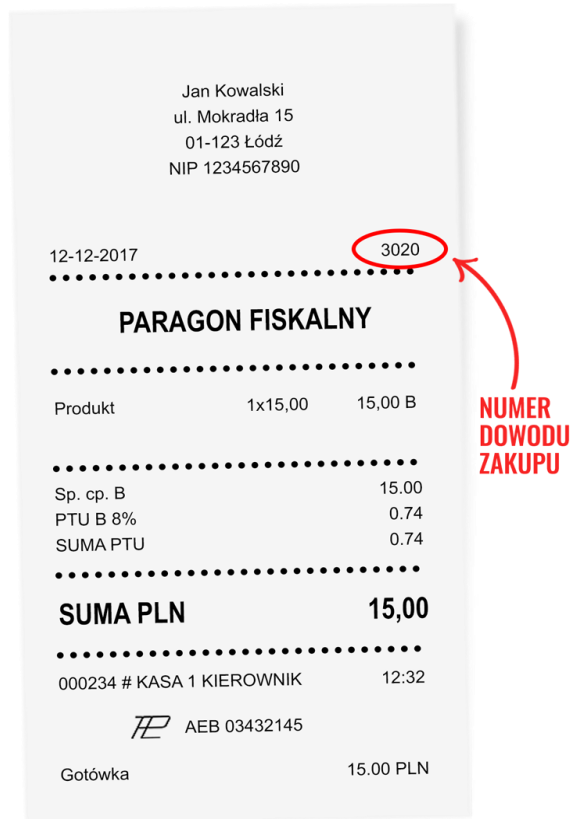 Jan Kowalski
ul. Mokradła 15
01-123 Łódź
NIP 1234567890
12-12-2017 3020
PARAGON FISKALNY
Produkt 1x15,00 15,00 B
Sp. cp. B 15.00
PTU B 8% 0.74
SUMA PTU 0.74
SUMA PLN 15,00
000234 # KASA 1 KIEROWNIK 12:32
AEB 03432145
Gotówka 15.00 PLN
NUMER
DOWODU
ZAKUPU